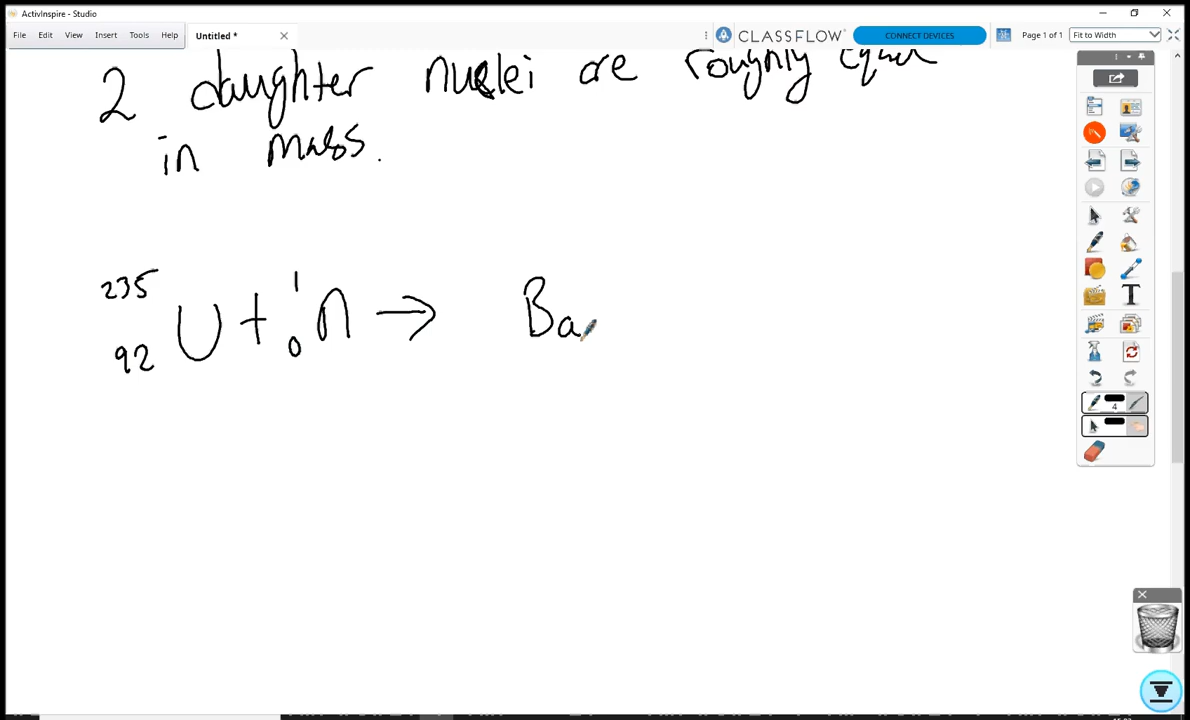 ActivInspire - Studio
File Edit View Insert Tools Help Untitled * CLASSFLOW CONNECT DEVICES Page 1 of 1 Fit to Width
2 daughter nuclei are roughly equal
in mass.
235
92 U + 1 0 n → Ba
4